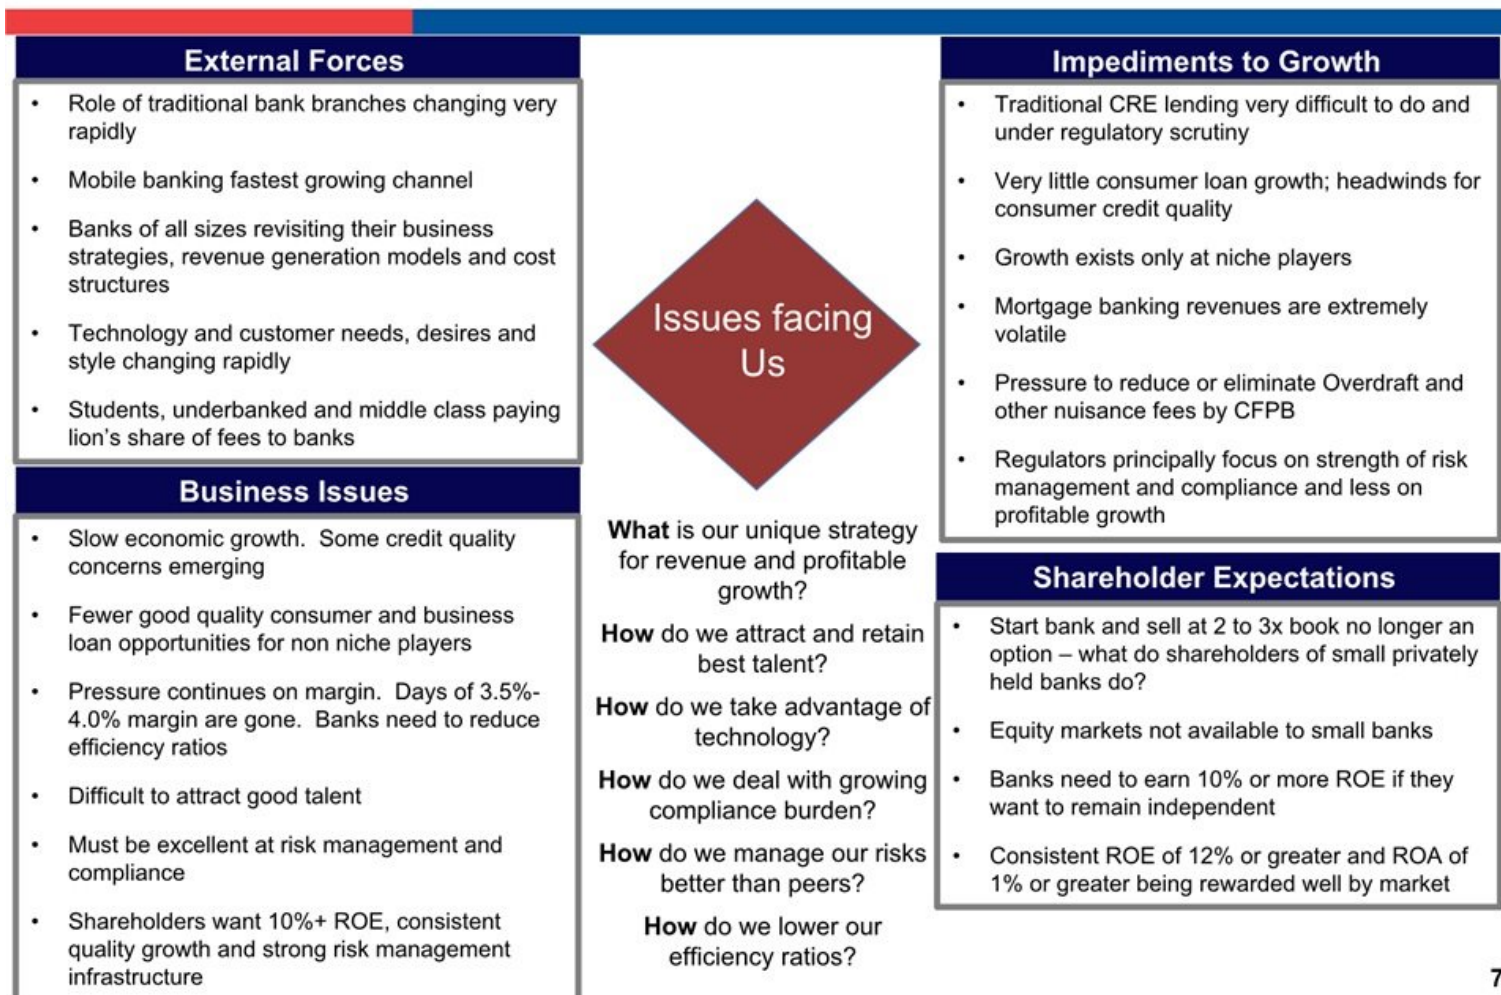 External Forces
• Role of traditional bank branches changing very
rapidly
• Mobile banking fastest growing channel
• Banks of all sizes revisiting their business
strategies, revenue generation models and cost
structures
• Technology and customer needs, desires and
style changing rapidly
• Students, underbanked and middle class paying
lion's share of fees to banks
Business Issues
• Slow economic growth. Some credit quality
concerns emerging
• Fewer good quality consumer and business
loan opportunities for non niche players
• Pressure continues on margin. Days of 3.5%-
4.0% margin are gone. Banks need to reduce
efficiency ratios
• Difficult to attract good talent
• Must be excellent at risk management and
compliance
• Shareholders want 10%+ ROE, consistent
quality growth and strong risk management
infrastructure
Issues facing
Us
What is our unique strategy
for revenue and profitable
growth?
How do we attract and retain
best talent?
How do we take advantage of
technology?
How do we deal with growing
compliance burden?
How do we manage our risks
better than peers?
How do we lower our
efficiency ratios?
Impediments to Growth
• Traditional CRE lending very difficult to do and
under regulatory scrutiny
• Very little consumer loan growth; headwinds for
consumer credit quality
• Growth exists only at niche players
• Mortgage banking revenues are extremely
volatile
• Pressure to reduce or eliminate Overdraft and
other nuisance fees by CFPB
• Regulators principally focus on strength of risk
management and compliance and less on
profitable growth
Shareholder Expectations
• Start bank and sell at 2 to 3x book no longer an
option – what do shareholders of small privately
held banks do?
• Equity markets not available to small banks
• Banks need to earn 10% or more ROE if they
want to remain independent
• Consistent ROE of 12% or greater and ROA of
1% or greater being rewarded well by market
7